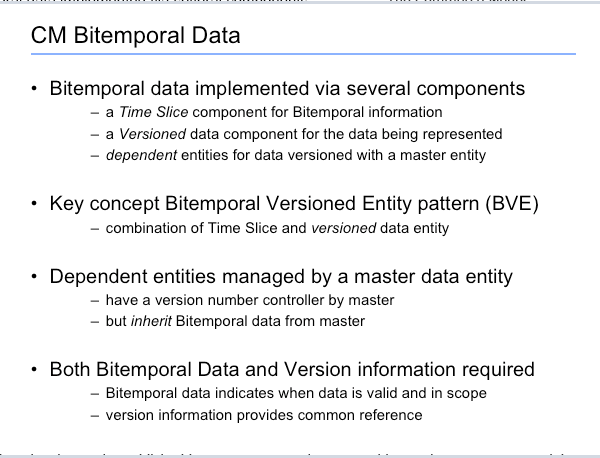 CM Bitemporal Data
• Bitemporal data implemented via several components
– a Time Slice component for Bitemporal information
– a Versioned data component for the data being represented
– dependent entities for data versioned with a master entity
• Key concept Bitemporal Versioned Entity pattern (BVE)
– combination of Time Slice and versioned data entity
• Dependent entities managed by a master data entity
– have a version number controller by master
– but inherit Bitemporal data from master
• Both Bitemporal Data and Version information required
– Bitemporal data indicates when data is valid and in scope
– version information provides common reference